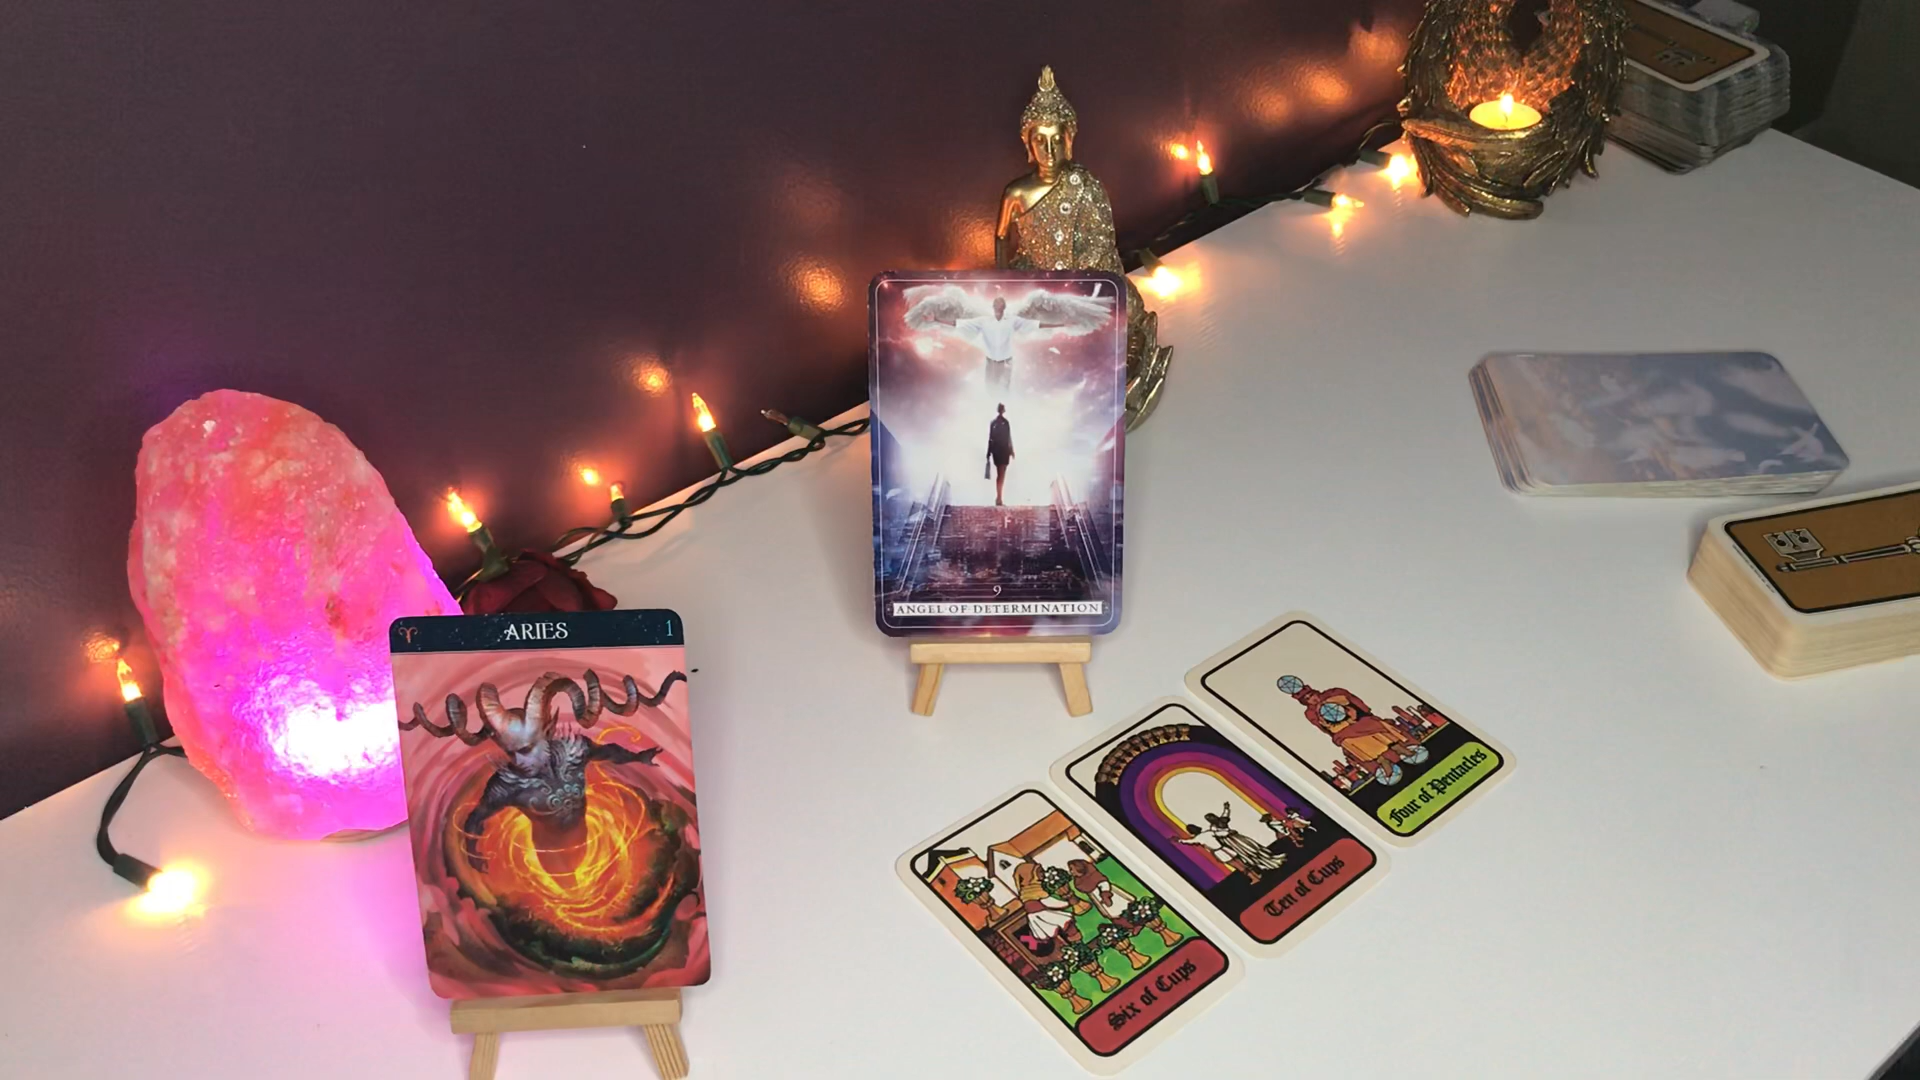 ARIES 1
9
ANGEL OF DETERMINATION
Six of Cups
Ten of Cups
Four of Pentacles